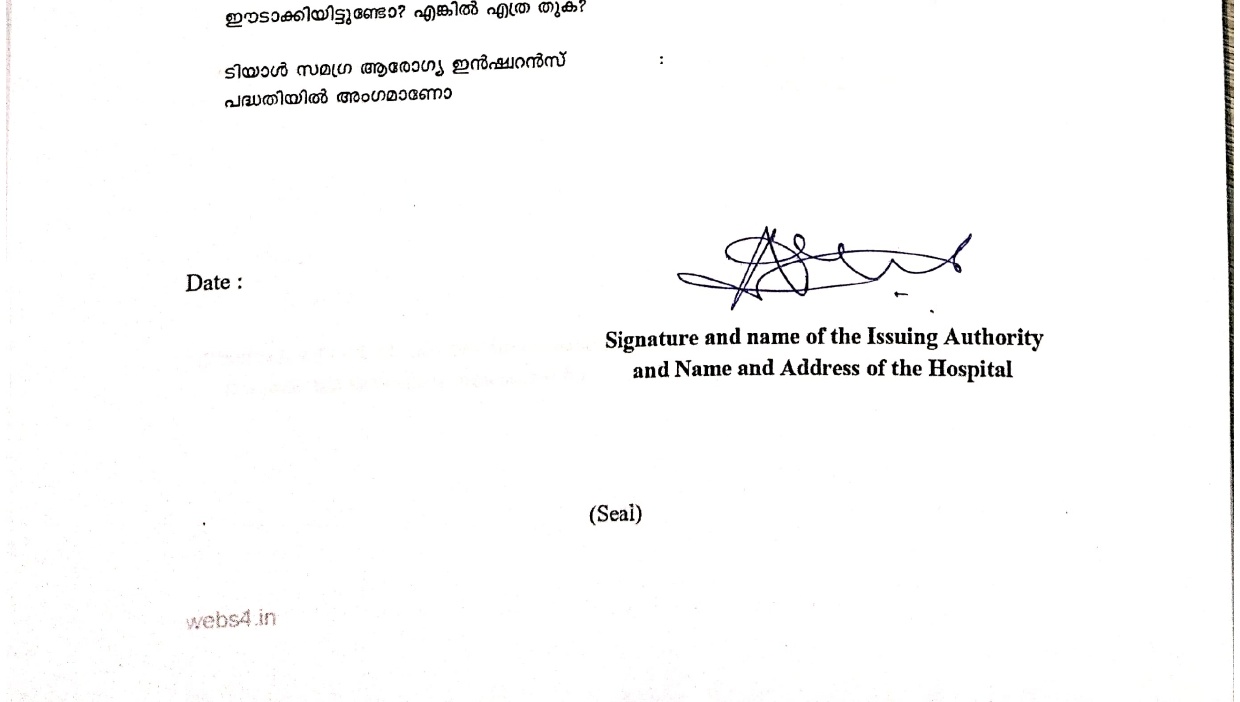 ഈടാക്കിയിട്ടുണ്ടോ? എങ്കിൽ എത്ര തുക?
ടിയാൾ സമഗ്ര ആരോഗ്യ ഇൻഷ്വറൻസ് :
പദ്ധതിയിൽ അംഗമാണോ
Date :
Signature and name of the Issuing Authority
and Name and Address of the Hospital
(Seal)
webs4.in